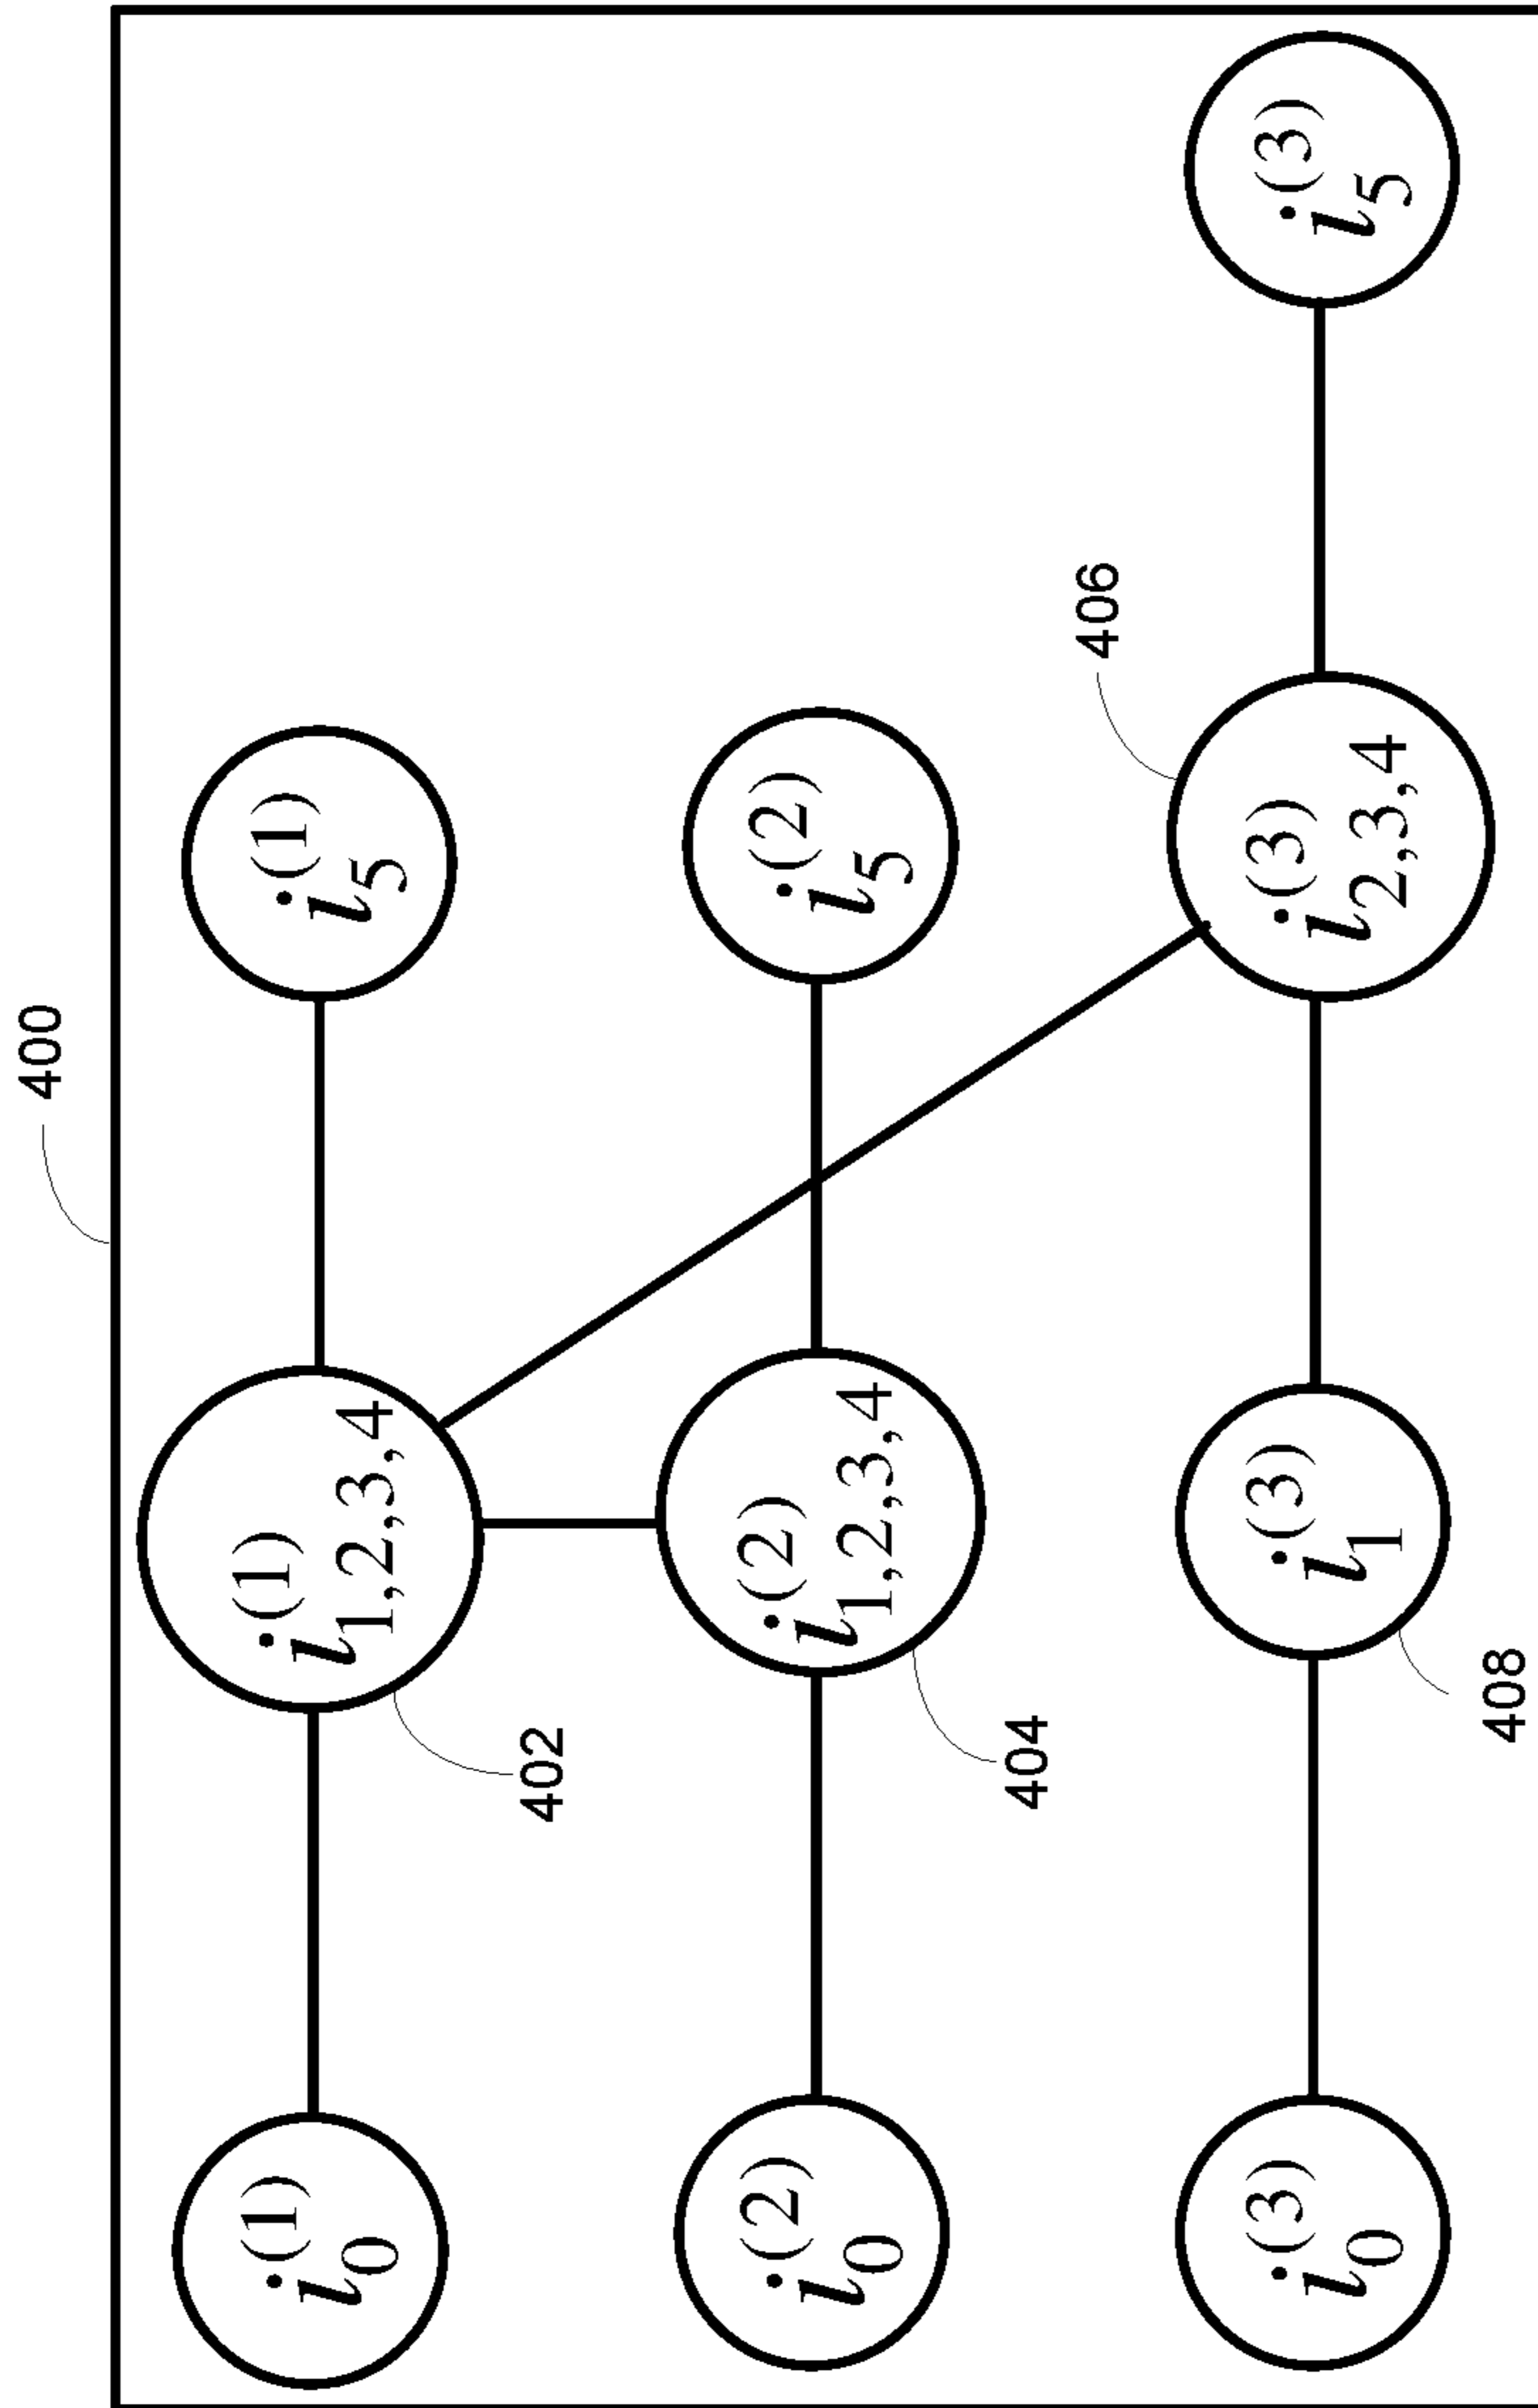 400
i_0^{(1)}
i_{1,2,3,4}^{(1)}
i_5^{(1)}
402
i_0^{(2)}
i_{1,2,3,4}^{(2)}
i_5^{(2)}
404
406
i_0^{(3)}
i_1^{(3)}
i_{2,3,4}^{(3)}
i_5^{(3)}
408